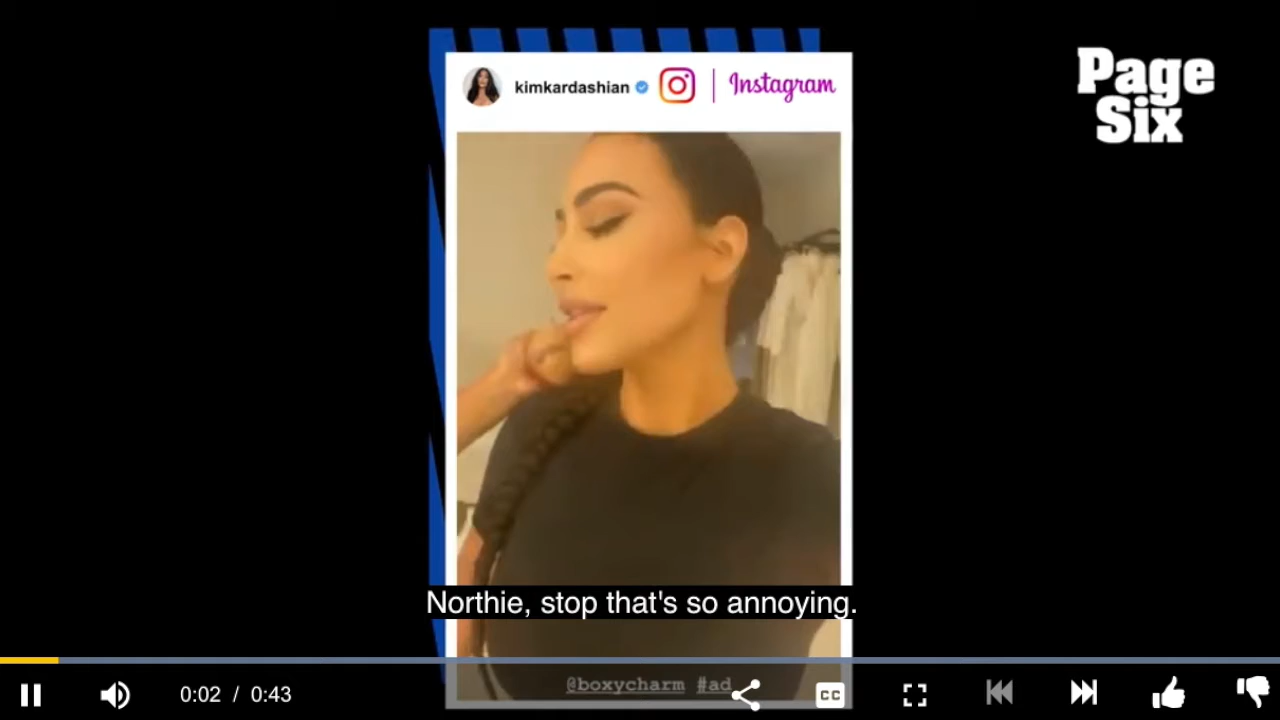 Page
Six
kimkardashian
Instagram
Northie, stop that's so annoying.
@boxycharm #ad
0:02 / 0:43
CC